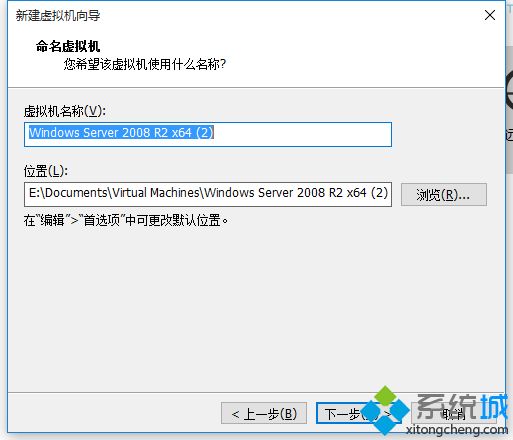 新建虚拟机向导
命名虚拟机
您希望该虚拟机使用什么名称?
虚拟机名称(V):
Windows Server 2008 R2 x64 (2)
位置(L):
E:\Documents\Virtual Machines\Windows Server 2008 R2 x64 (2)
浏览(R)...
在“编辑”>“首选项”中可更改默认位置。
< 上一步(B)
下一步
取消
系统城
xitongcheng.com